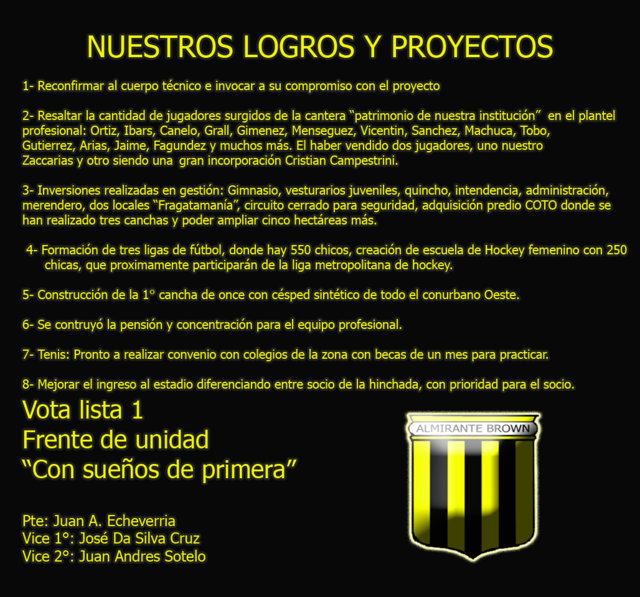 NUESTROS LOGROS Y PROYECTOS
1- Reconfirmar al cuerpo técnico e invocar a su compromiso con el proyecto
2- Resaltar la cantidad de jugadores surgidos de la cantera “patrimonio de nuestra institución” en el plantel
profesional: Ortiz, Ibars, Canelo, Grall, Gimenez, Menseguez, Vicentin, Sanchez, Machuca, Tobo,
Gutierrez, Arias, Jaime, Fagundez y muchos más. El haber vendido dos jugadores, uno nuestro
Zaccarias y otro siendo una gran incorporación Cristian Campestrini.
3- Inversiones realizadas en gestión: Gimnasio, vesturarios juveniles, quincho, intendencia, administración,
merendero, dos locales “Fragatamanía”, circuito cerrado para seguridad, adquisición predio COTO donde se
han realizado tres canchas y poder ampliar cinco hectáreas más.
4- Formación de tres ligas de fútbol, donde hay 550 chicos, creación de escuela de Hockey femenino con 250
chicas, que proximamente participarán de la liga metropolitana de hockey.
5- Construcción de la 1° cancha de once con césped sintético de todo el conurbano Oeste.
6- Se contruyó la pensión y concentración para el equipo profesional.
7- Tenis: Pronto a realizar convenio con colegios de la zona con becas de un mes para practicar.
8- Mejorar el ingreso al estadio diferenciando entre socio de la hinchada, con prioridad para el socio.
Vota lista 1
Frente de unidad
“Con sueños de primera”
ALMIRANTE BROWN
Pte: Juan A. Echeverria
Vice 1°: José Da Silva Cruz
Vice 2°: Juan Andres Sotelo